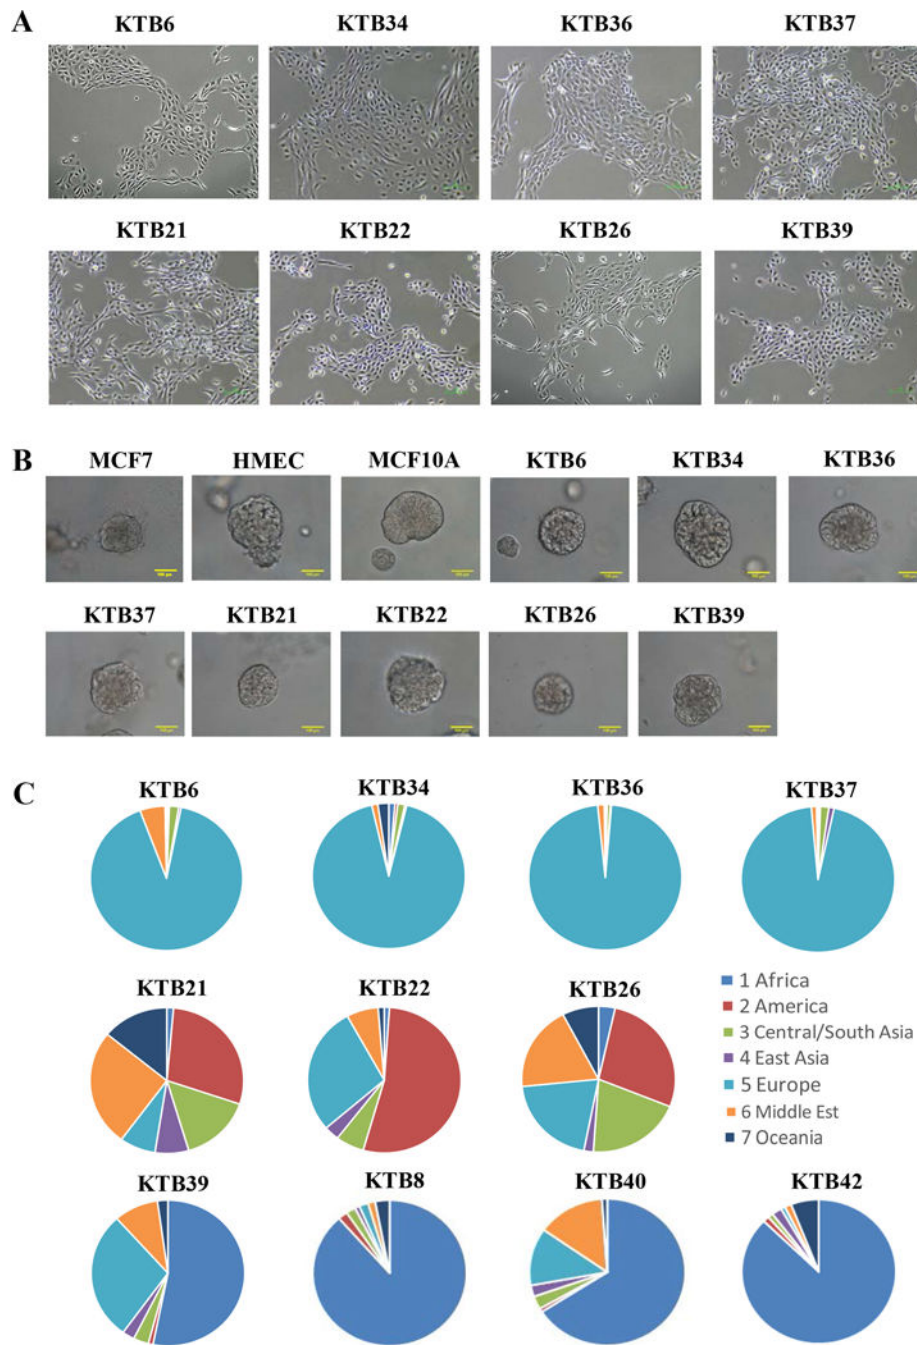 A
KTB6 KTB34 KTB36 KTB37
KTB21 KTB22 KTB26 KTB39
B
MCF7 HMEC MCF10A KTB6 KTB34 KTB36
KTB37 KTB21 KTB22 KTB26 KTB39
C
KTB6 KTB34 KTB36 KTB37
KTB21 KTB22 KTB26
1 Africa
2 America
3 Central/South Asia
4 East Asia
5 Europe
6 Middle Est
7 Oceania
KTB39 KTB8 KTB40 KTB42